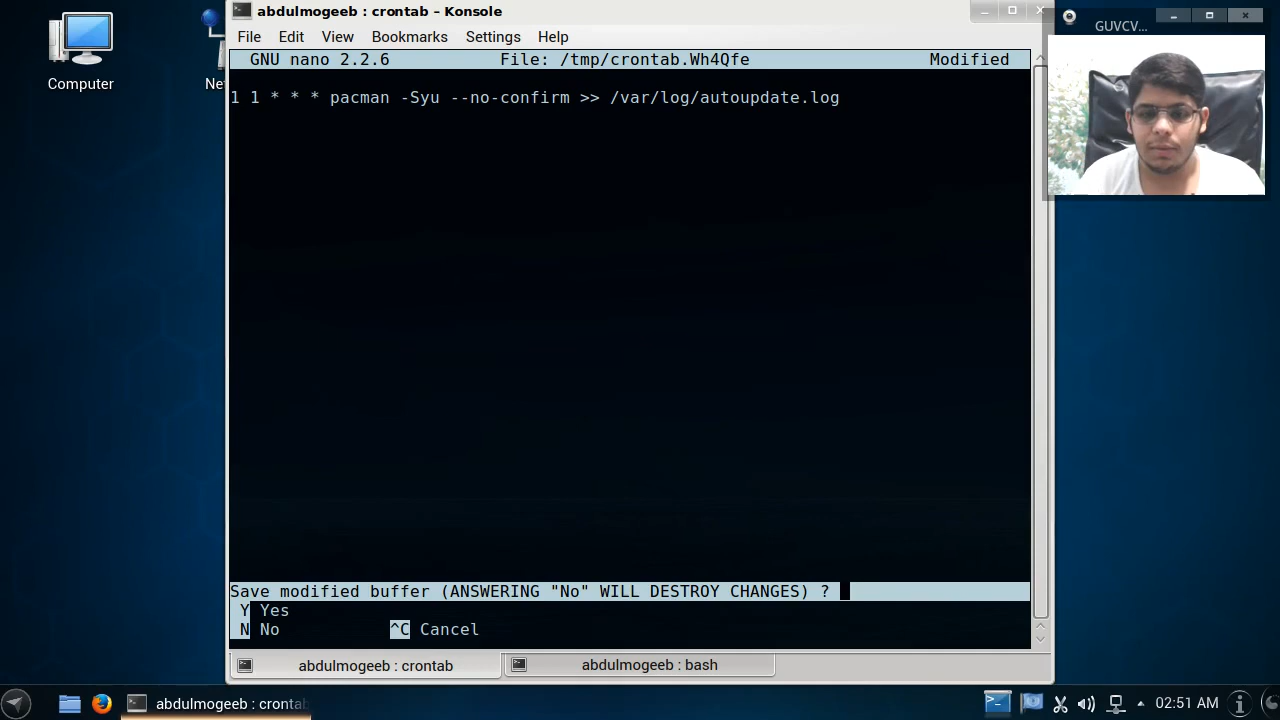 abdulmogeeb : crontab – Konsole
File Edit View Bookmarks Settings Help
GNU nano 2.2.6 File: /tmp/crontab.Wh4Qfe Modified
1 1 * * * pacman -Syu --no-confirm >> /var/log/autoupdate.log
Save modified buffer (ANSWERING "No" WILL DESTROY CHANGES) ?
Y Yes
N No ^C Cancel
abdulmogeeb : crontab abdulmogeeb : bash
Computer
Ne
GUVCV...
abdulmogeeb : crontab
02:51 AM